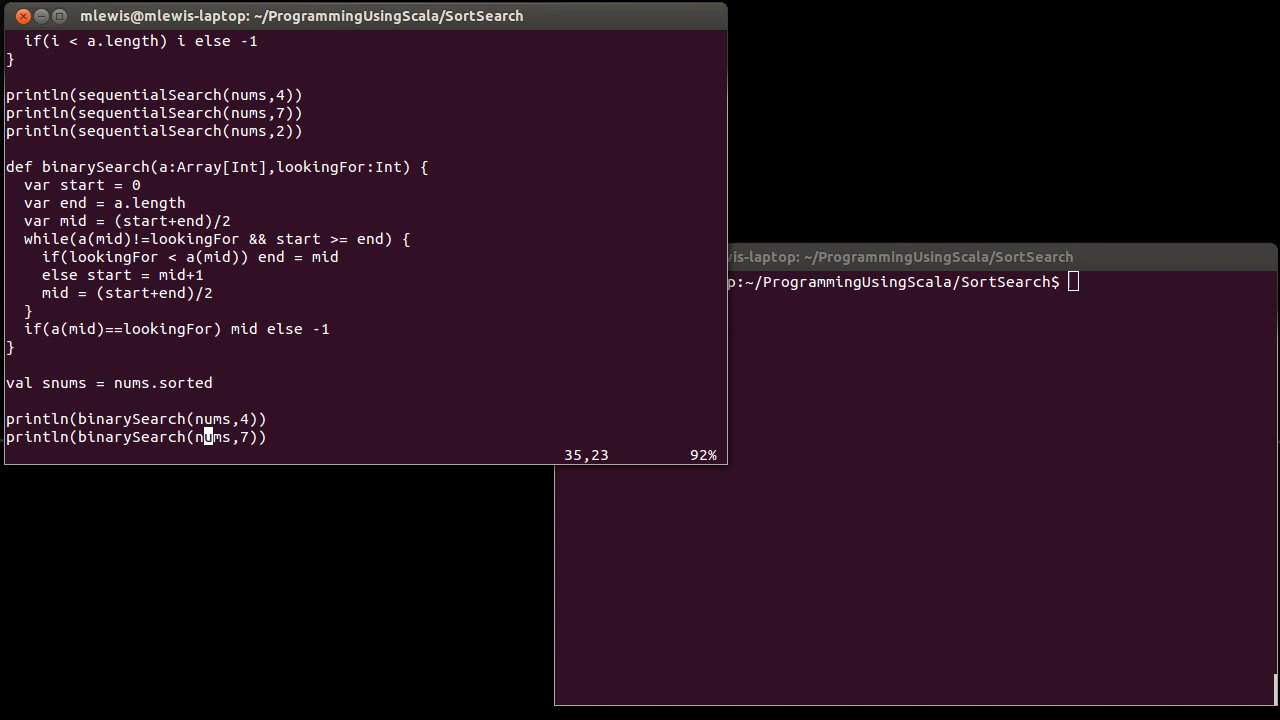 mlewis@mlewis-laptop: ~/ProgrammingUsingScala/SortSearch
  if(i < a.length) i else -1
}
println(sequentialSearch(nums,4))
println(sequentialSearch(nums,7))
println(sequentialSearch(nums,2))
def binarySearch(a:Array[Int],lookingFor:Int) {
  var start = 0
  var end = a.length
  var mid = (start+end)/2
  while(a(mid)!=lookingFor && start >= end) {
    if(lookingFor < a(mid)) end = mid
    else start = mid+1
    mid = (start+end)/2
  }
  if(a(mid)==lookingFor) mid else -1
}
val snums = nums.sorted
println(binarySearch(nums,4))
println(binarySearch(nums,7))
35,23 92%
wis-laptop: ~/ProgrammingUsingScala/SortSearch
p:~/ProgrammingUsingScala/SortSearch$